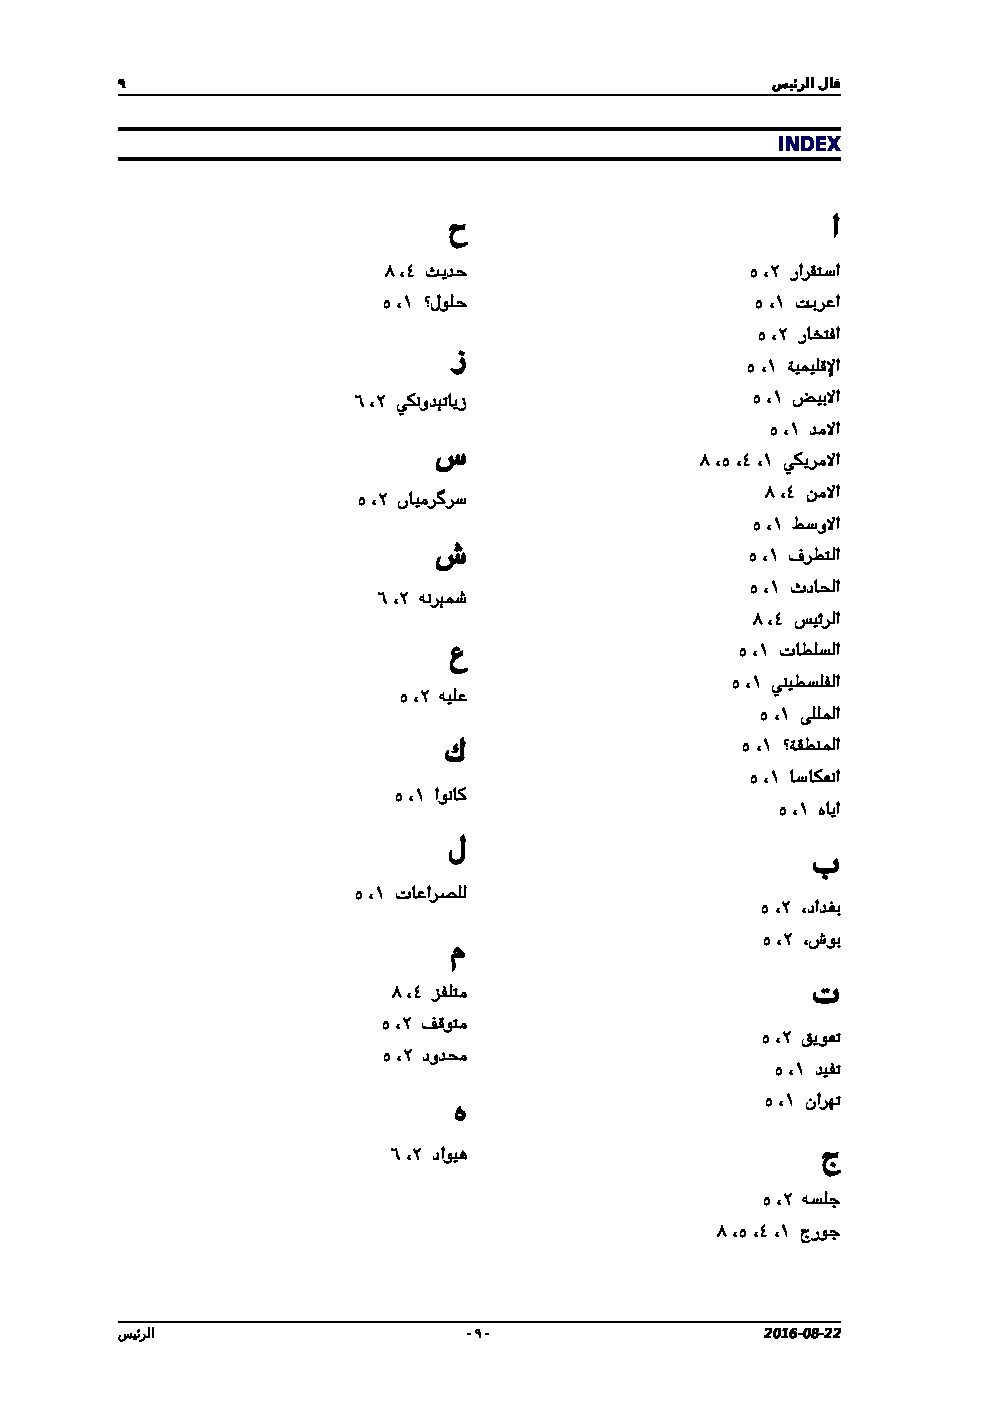 قال الرئيس ٩
INDEX
ا
استقرار ٢، ٥
اعربت ١، ٥
افتخار ٢، ٥
الإقليمية ١، ٥
الابيض ١، ٥
الامد ١، ٥
الامريكي ١، ٤، ٥، ٨
الامن ٤، ٨
الاوسط ١، ٥
التطرف ١، ٥
الحادث ١، ٥
الرئيس ٤، ٨
السلطات ١، ٥
الفلسطيني ١، ٥
المللی ١، ٥
المنطقة؟ ١، ٥
انعكاسا ١، ٥
اياه ١، ٥
ب
بغداد، ٢، ٥
بوش، ٢، ٥
ت
تعويق ٢، ٥
تفيد ١، ٥
تهران ١، ٥
ج
جلسه ٢، ٥
جورج ١، ٤، ٥، ٨
ح
حديث ٤، ٨
حلول؟ ١، ٥
ز
زياتېدونكي ٢، ٦
س
سرگرميان ٢، ٥
ش
شمېرنه ٢، ٦
ع
عليه ٢، ٥
ك
كانوا ١، ٥
ل
للصراعات ١، ٥
م
متلفز ٤، ٨
متوقف ٢، ٥
محدود ٢، ٥
ه
هيواد ٢، ٦
2016-08-22 - ٩ - الرئيس